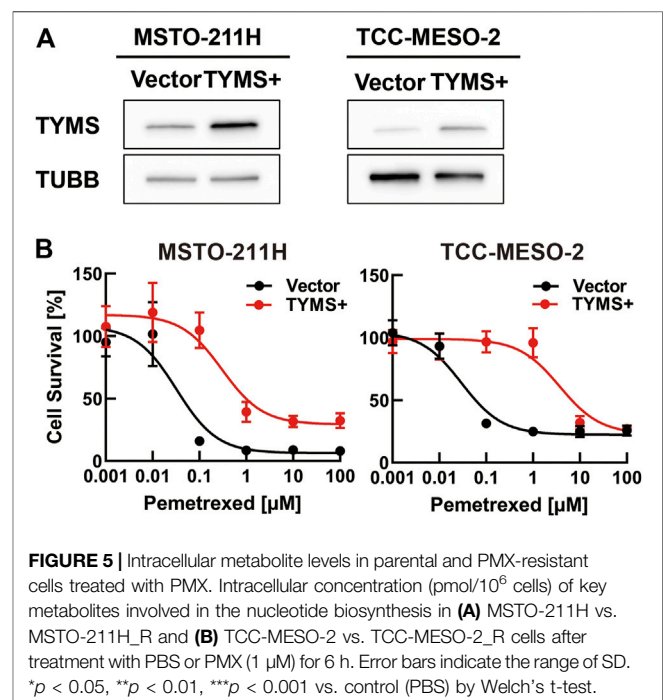 A
MSTO-211H TCC-MESO-2
Vector TYMS+ Vector TYMS+
TYMS
TUBB
B
MSTO-211H TCC-MESO-2
Cell Survival [%]
150
100
50
0
0.001 0.01 0.1 1 10 100
Pemetrexed [µM]
Vector
TYMS+
150
100
50
0
0.001 0.01 0.1 1 10 100
Pemetrexed [µM]
Vector
TYMS+
FIGURE 5 | Intracellular metabolite levels in parental and PMX-resistant
cells treated with PMX. Intracellular concentration (pmol/10⁶ cells) of key
metabolites involved in the nucleotide biosynthesis in (A) MSTO-211H vs.
MSTO-211H_R and (B) TCC-MESO-2 vs. TCC-MESO-2_R cells after
treatment with PBS or PMX (1 µM) for 6 h. Error bars indicate the range of SD.
*p < 0.05, **p < 0.01, ***p < 0.001 vs. control (PBS) by Welch's t-test.